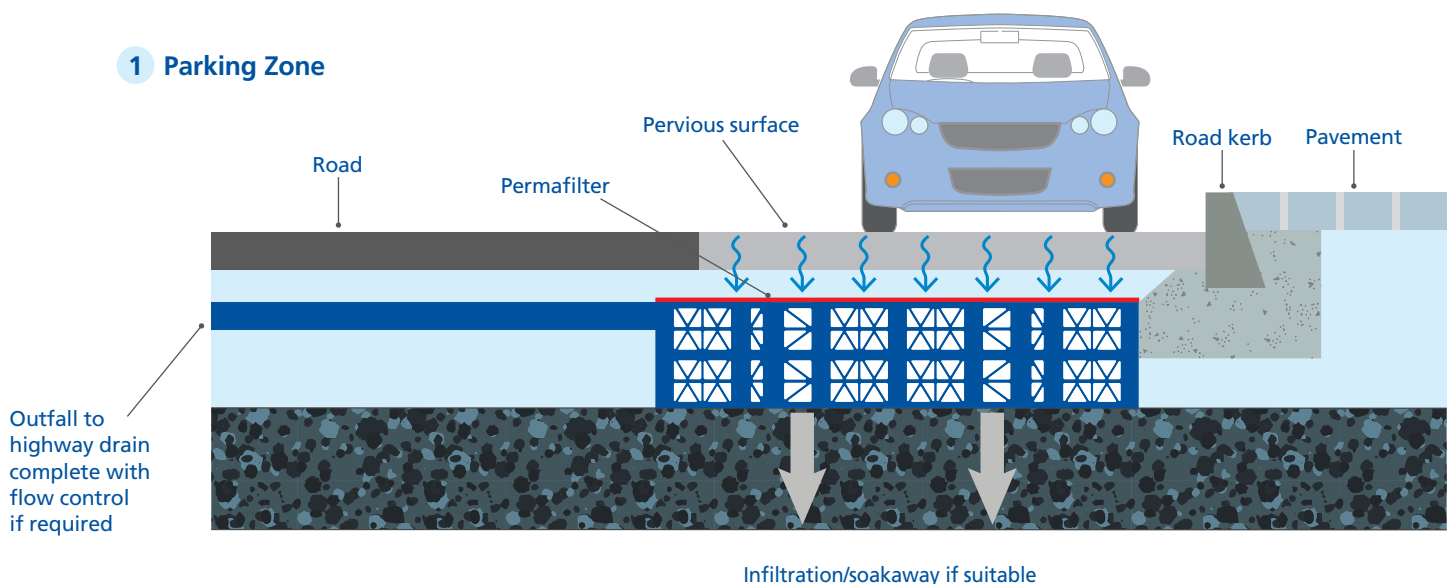 1 Parking Zone
Pervious surface
Road kerb
Pavement
Road
Permafilter
Outfall to
highway drain
complete with
flow control
if required
Infiltration/soakaway if suitable